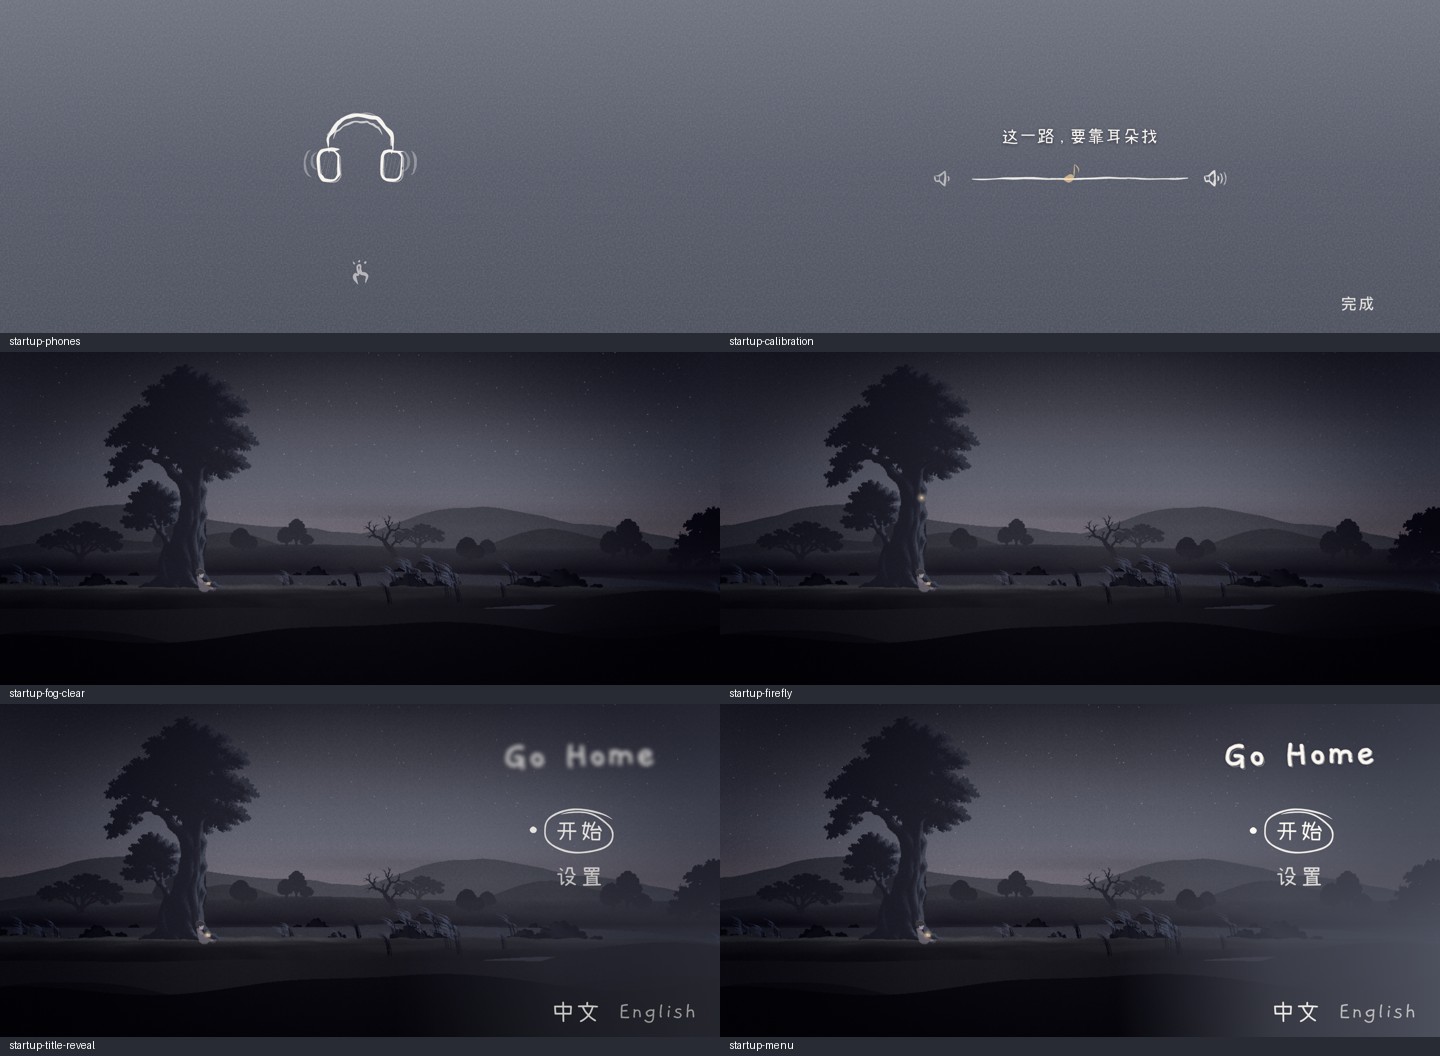 这一路，要靠耳朵找
完成
startup-phones
startup-calibration
startup-fog-clear
startup-firefly
Go Home
开始
设置
中文 English
Go Home
开始
设置
中文 English
startup-title-reveal
startup-menu